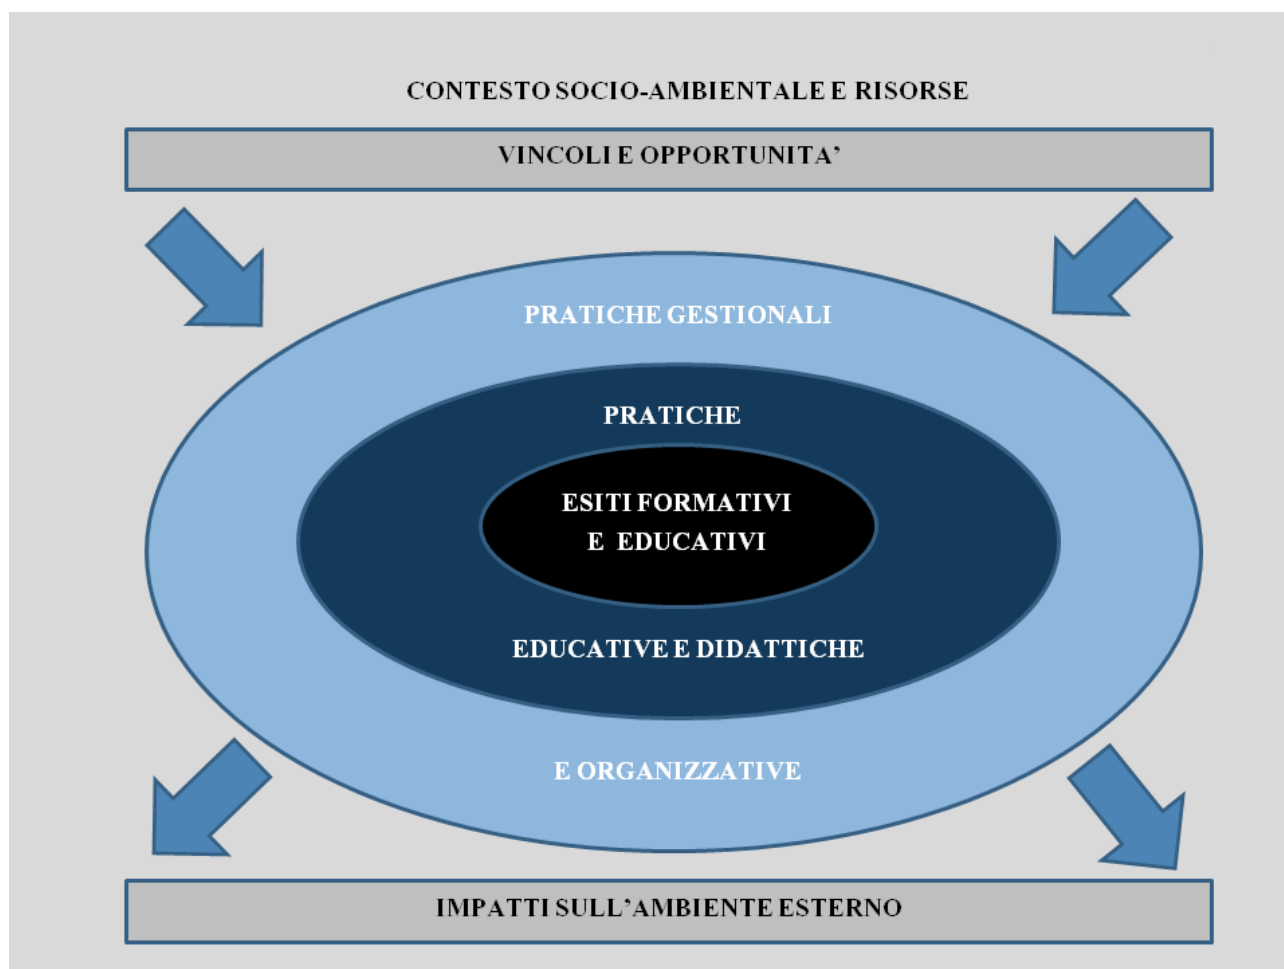 CONTESTO SOCIO-AMBIENTALE E RISORSE
VINCOLI E OPPORTUNITA’
PRATICHE GESTIONALI
PRATICHE
ESITI FORMATIVI
E EDUCATIVI
EDUCATIVE E DIDATTICHE
E ORGANIZZATIVE
IMPATTI SULL’AMBIENTE ESTERNO